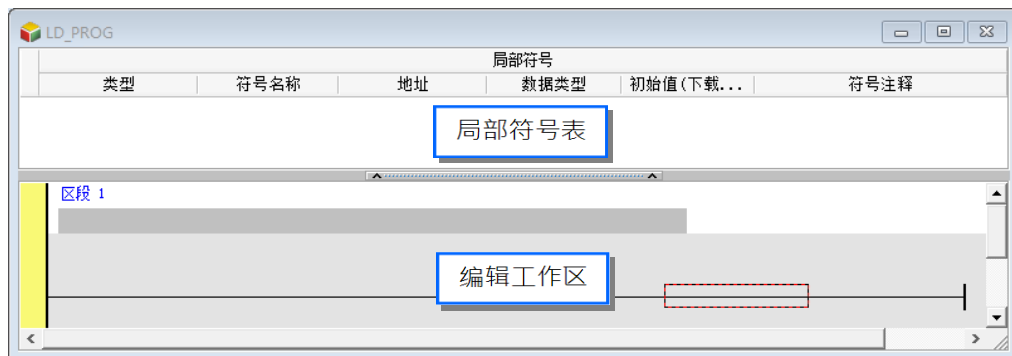 LD_PROG
局部符号
类型 符号名称 地址 数据类型 初始值(下载... 符号注释
局部符号表
区段 1
编辑工作区